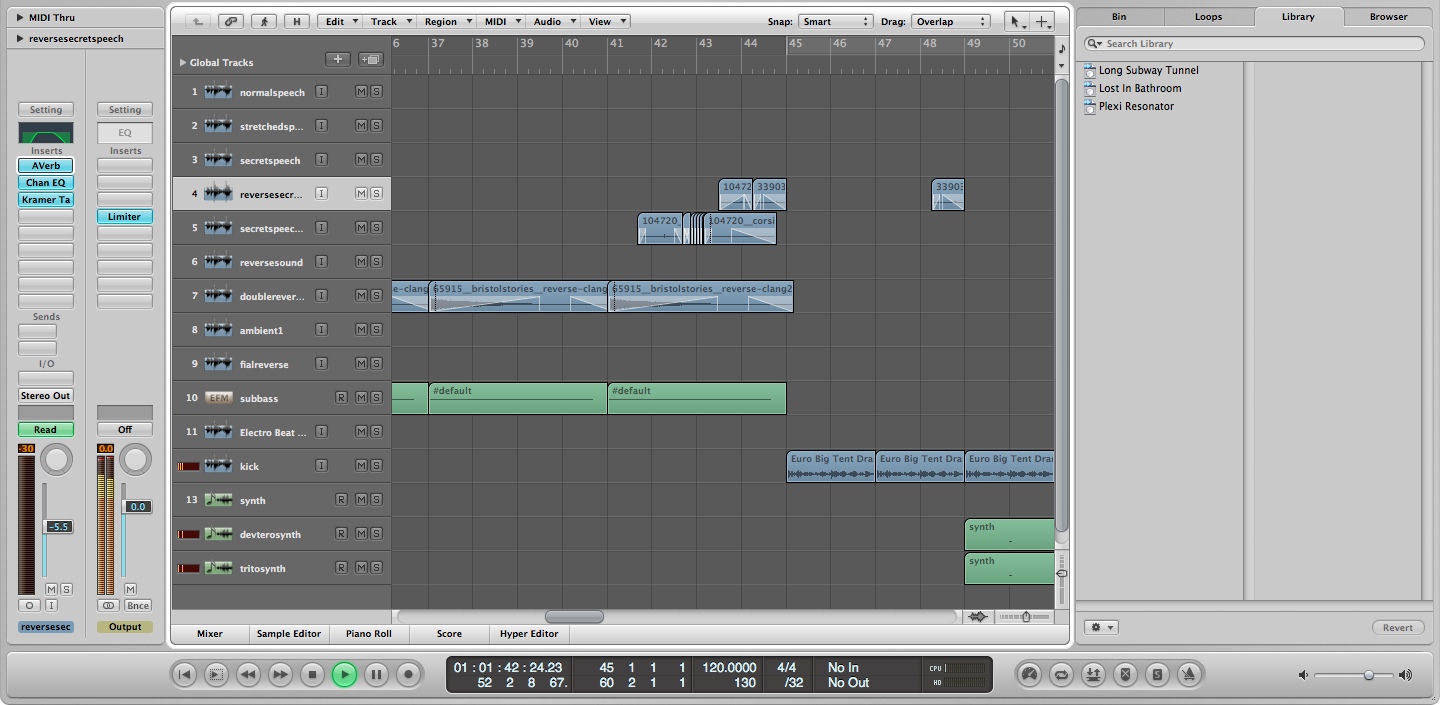 MIDI Thru
reversesecretspeech
Setting
Setting
EQ
Inserts
Inserts
AVerb
Chan EQ
Kramer Ta
Limiter
Sends
I/O
Stereo Out
Read
Off
-30
0.0
-5.5
0.0
M S
M
O I
Bnce
reversesec
Output
H
Edit Track Region MIDI Audio View
Snap: Smart Drag: Overlap
6 37 38 39 40 41 42 43 44 45 46 47 48 49 50
Global Tracks
1 normalspeech I M S
2 stretchedsp... I M S
3 secretspeech I M S
4 reversesecr... I M S
10472 33903 33903
5 secretspeec... I M S
104720_ 104720__corsi
6 reversesound I M S
7 doublerever... I M S
e-clang 65915__bristolstories__reverse-clang 65915__bristolstories__reverse-clang2
8 ambient1 I M S
9 fialreverse I M S
10 EFM subbass R M S
#default #default
11 Electro Beat ... I M S
kick I M S
Euro Big Tent Dra Euro Big Tent Dra Euro Big Tent Dra
13 synth R M S
devterosynth R M S
synth
tritosynth R M S
synth
Mixer Sample Editor Piano Roll Score Hyper Editor
Bin Loops Library Browser
Search Library
Long Subway Tunnel
Lost In Bathroom
Plexi Resonator
Revert
01 : 01 : 42 : 24.23 45 1 1 1 120.0000 4/4 No In CPU
52 2 8 67. 60 2 1 1 130 /32 No Out HD
S